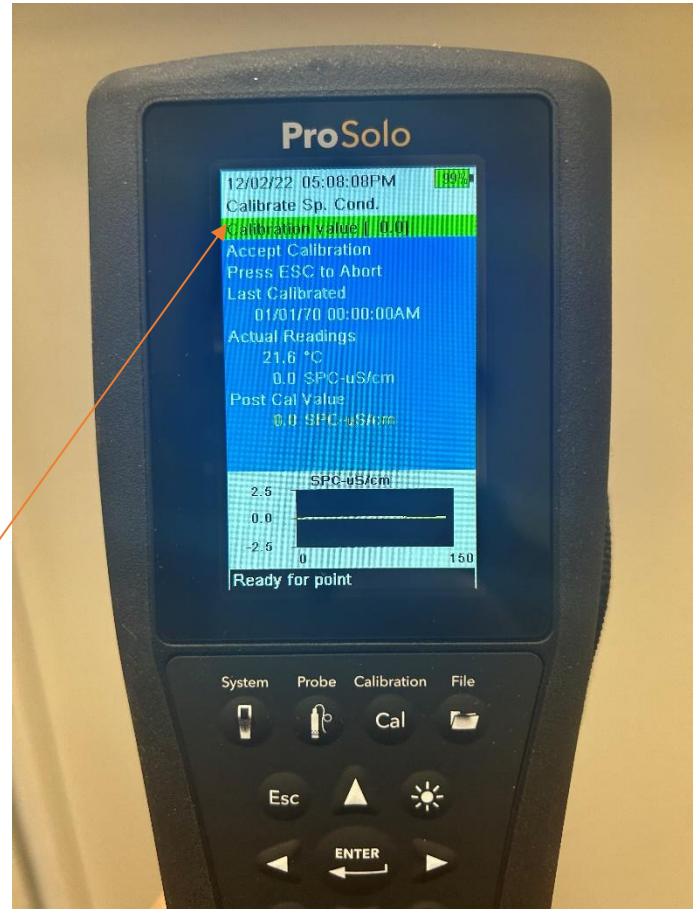 ProSolo
12/02/22 05:08:08PM 99%
Calibrate Sp. Cond.
Calibration value [ 0.0]
Accept Calibration
Press ESC to Abort
Last Calibrated
01/01/70 00:00:00AM
Actual Readings
21.6 °C
0.0 SPC-uS/cm
Post Cal Value
0.0 SPC-uS/cm
SPC-uS/cm
2.5
0.0
-2.5
0 150
Ready for point
System Probe Calibration File
Cal
Esc
ENTER